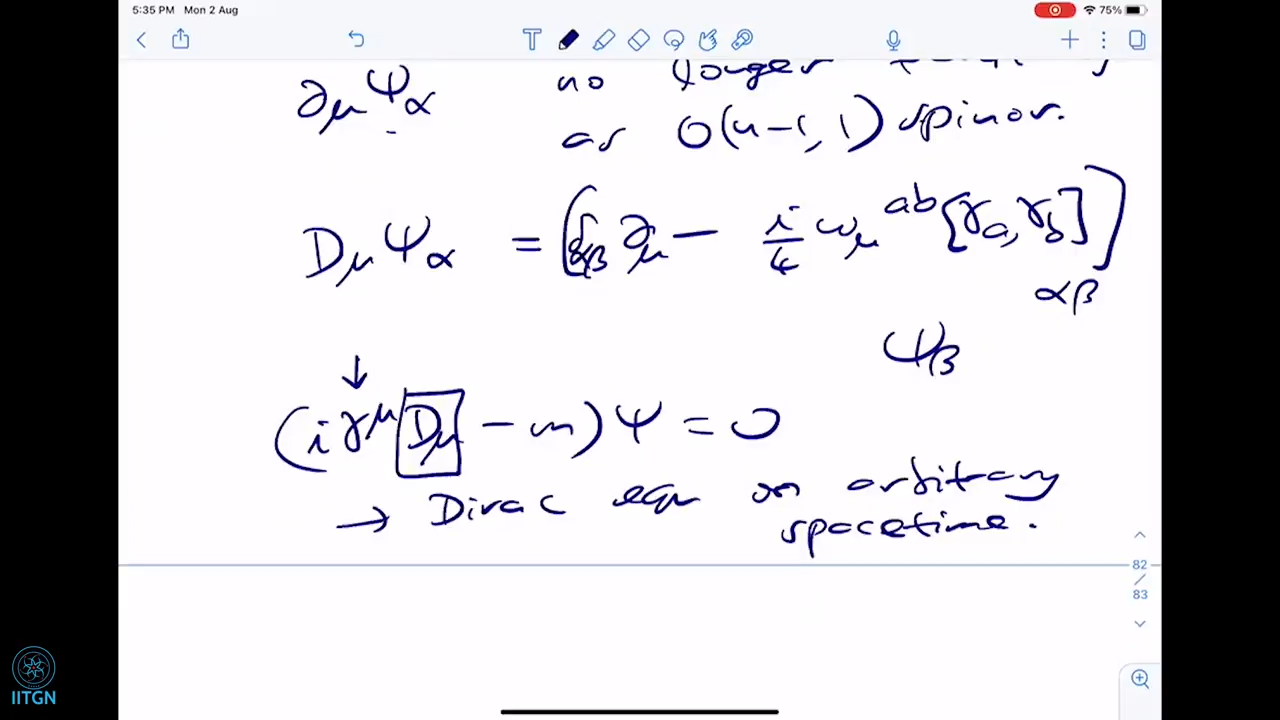 5:35 PM Mon 2 Aug
75%
∂μ Ψα no longer
as O(n-1, 1) spinor.
DμΨα = (δαβ ∂μ - i/4 ωμ^ab [γa, γb])αβ
Ψβ
↓
(iγ^μ Dμ - m)Ψ = 0
→ Dirac eqn on arbitrary
spacetime.
82
/
83
IITGN